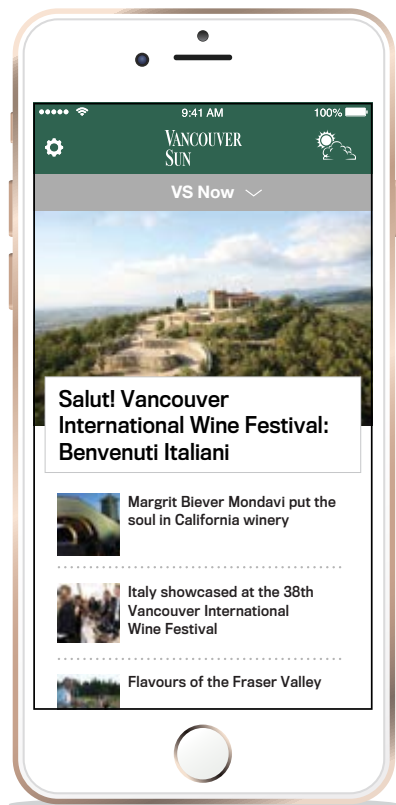 9:41 AM
100%
VANCOUVER
SUN
VS Now
Salut! Vancouver
International Wine Festival:
Benvenuti Italiani
Margrit Biever Mondavi put the
soul in California winery
Italy showcased at the 38th
Vancouver International
Wine Festival
Flavours of the Fraser Valley